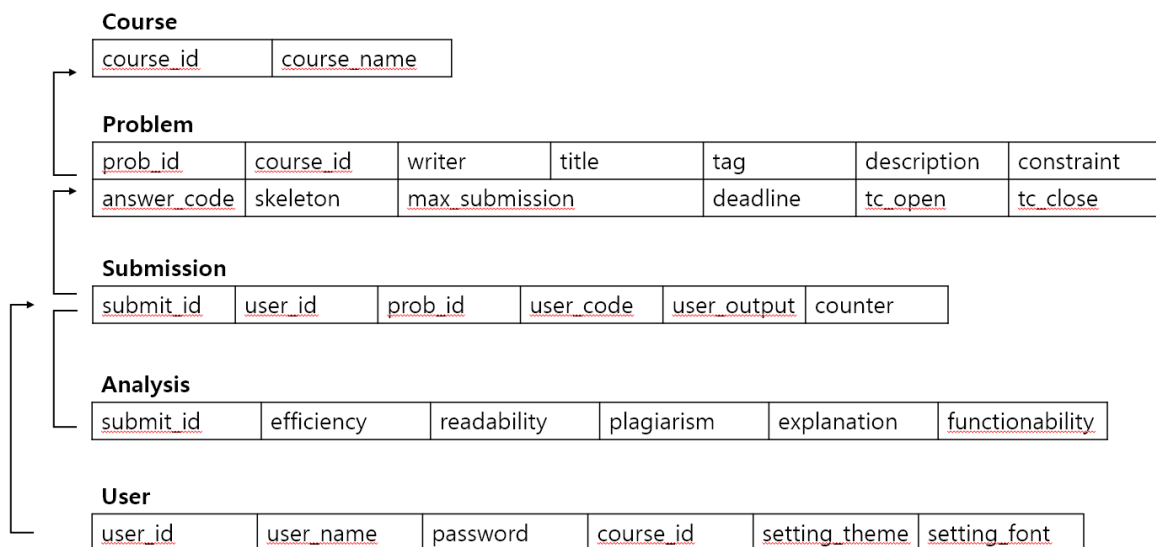 Course
course_id course_name
Problem
prob_id course_id writer title tag description constraint
answer_code skeleton max_submission deadline tc_open tc_close
Submission
submit_id user_id prob_id user_code user_output counter
Analysis
submit_id efficiency readability plagiarism explanation functionability
User
user_id user_name password course_id setting_theme setting_font